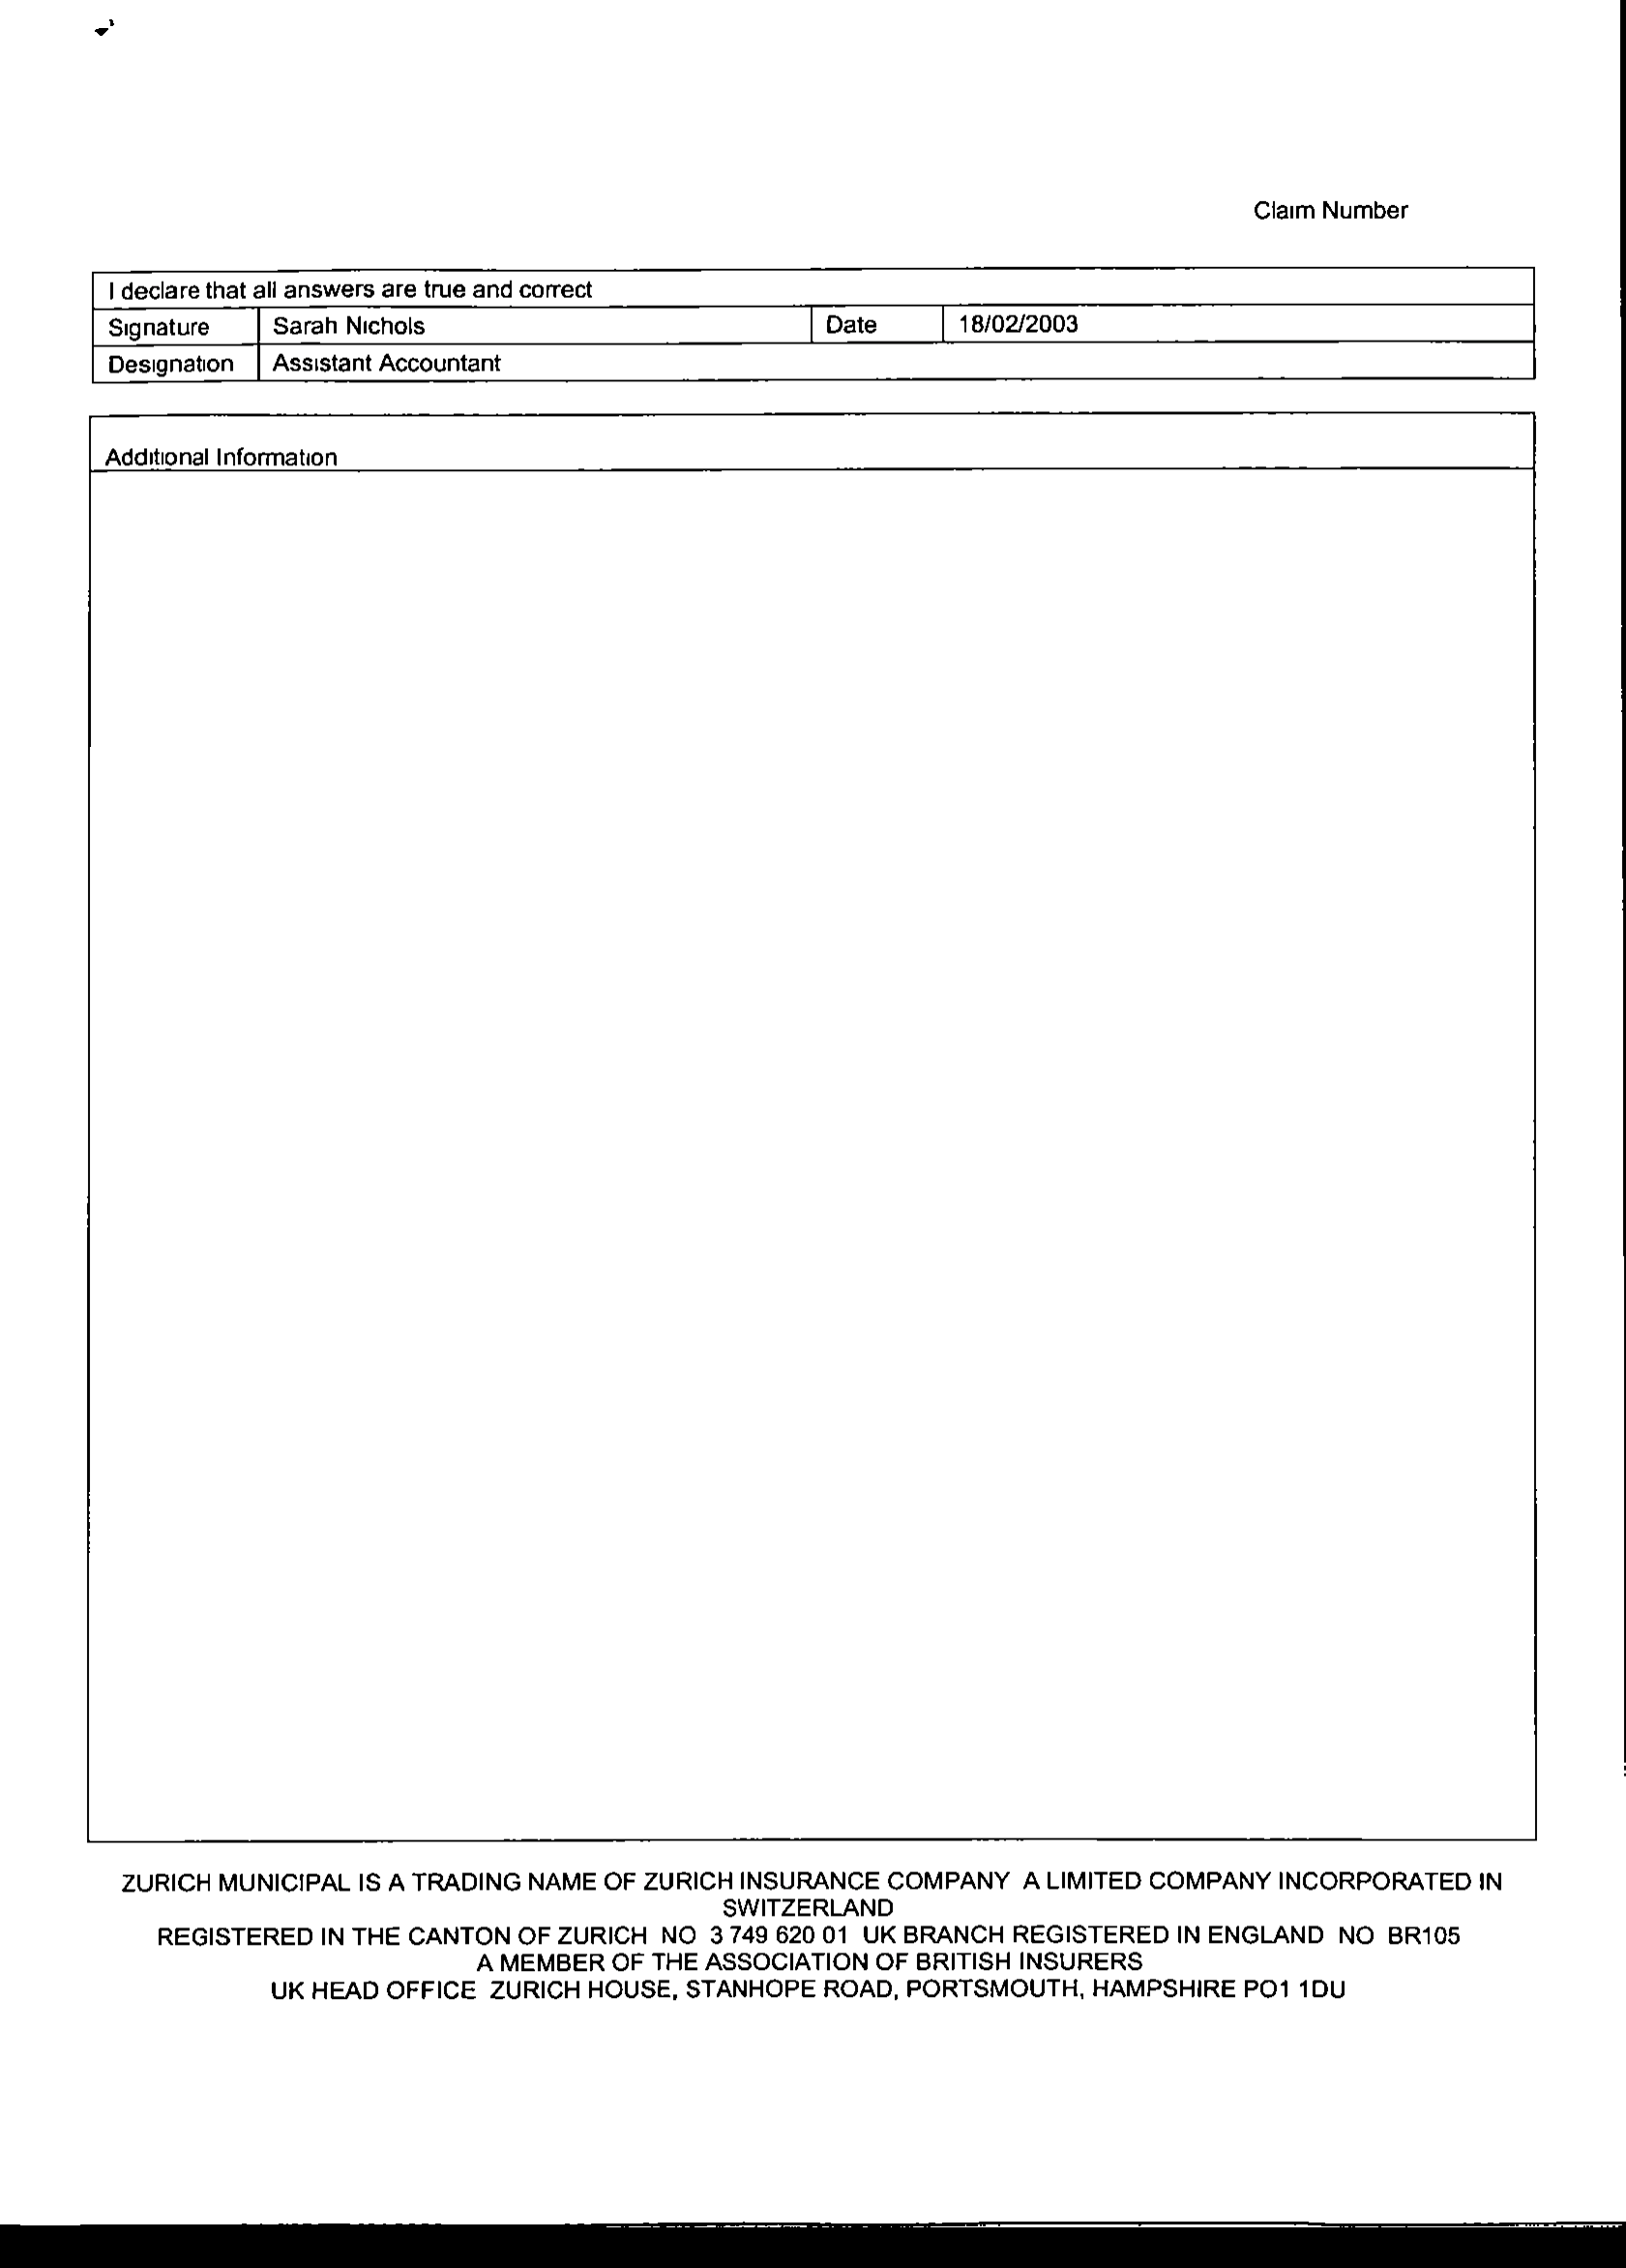 Claim Number
I declare that all answers are true and correct
Signature Sarah Nichols Date 18/02/2003
Designation Assistant Accountant
Additional Information
ZURICH MUNICIPAL IS A TRADING NAME OF ZURICH INSURANCE COMPANY A LIMITED COMPANY INCORPORATED IN
SWITZERLAND
REGISTERED IN THE CANTON OF ZURICH NO 3 749 620 01 UK BRANCH REGISTERED IN ENGLAND NO BR105
A MEMBER OF THE ASSOCIATION OF BRITISH INSURERS
UK HEAD OFFICE ZURICH HOUSE, STANHOPE ROAD, PORTSMOUTH, HAMPSHIRE PO1 1DU